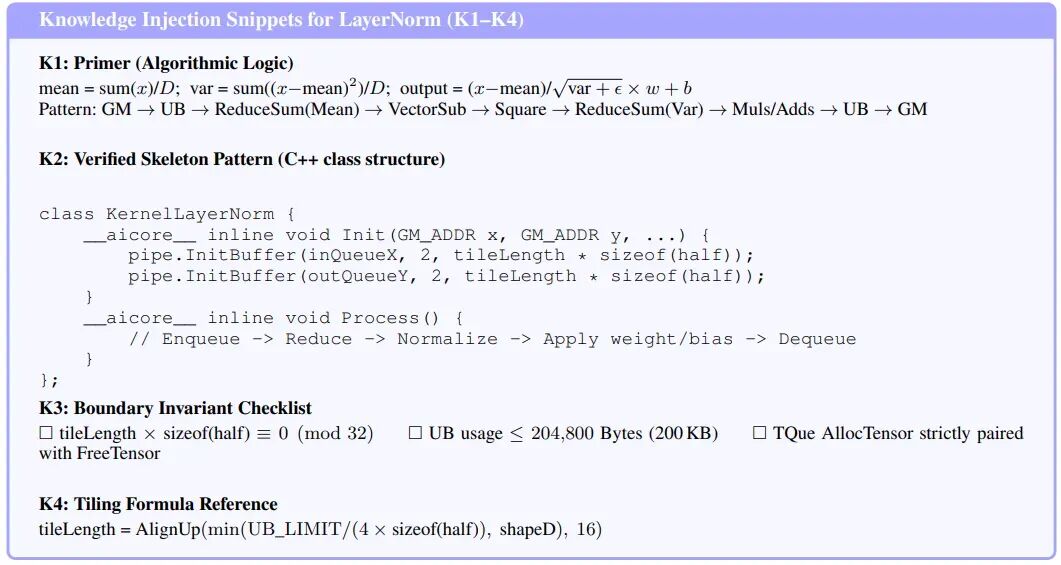 Knowledge Injection Snippets for LayerNorm (K1–K4)
K1: Primer (Algorithmic Logic)
mean = sum(x)/D; var = sum((x−mean)²)/D; output = (x−mean)/√(var + ϵ) × w + b
Pattern: GM → UB → ReduceSum(Mean) → VectorSub → Square → ReduceSum(Var) → Muls/Adds → UB → GM
K2: Verified Skeleton Pattern (C++ class structure)
class KernelLayerNorm {
    __aicore__ inline void Init(GM_ADDR x, GM_ADDR y, ...) {
        pipe.InitBuffer(inQueueX, 2, tileLength * sizeof(half));
        pipe.InitBuffer(outQueueY, 2, tileLength * sizeof(half));
    }
    __aicore__ inline void Process() {
        // Enqueue -> Reduce -> Normalize -> Apply weight/bias -> Dequeue
    }
};
K3: Boundary Invariant Checklist
☐ tileLength × sizeof(half) ≡ 0 (mod 32) ☐ UB usage ≤ 204,800 Bytes (200 KB) ☐ TQue AllocTensor strictly paired
with FreeTensor
K4: Tiling Formula Reference
tileLength = AlignUp(min(UB_LIMIT/(4 × sizeof(half)), shapeD), 16)